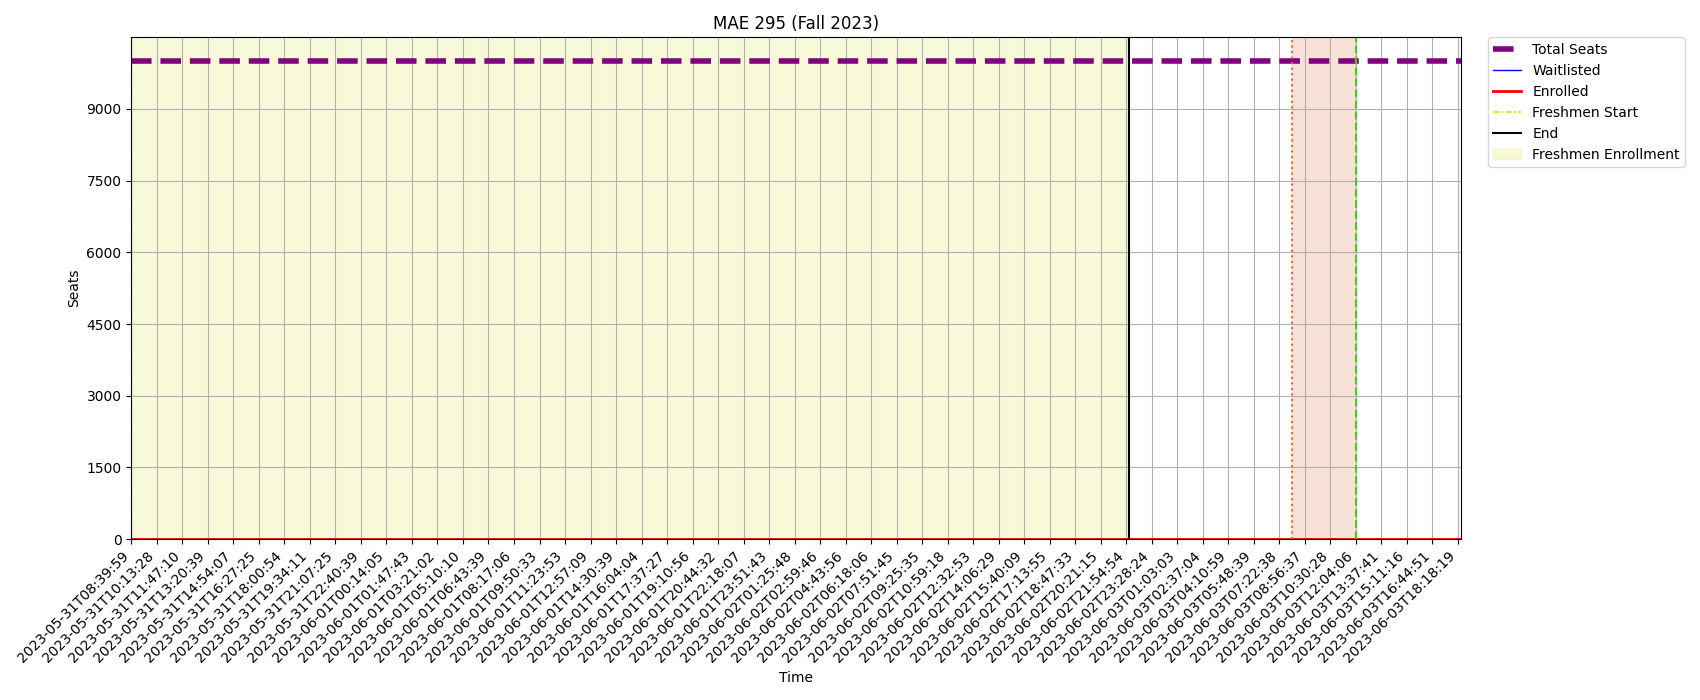 MAE 295 (Fall 2023)
Total Seats
Waitlisted
Enrolled
Freshmen Start
End
Freshmen Enrollment
Seats
9000
7500
6000
4500
3000
1500
0
2023-05-31T08:39:59
2023-05-31T10:13:28
2023-05-31T11:47:10
2023-05-31T13:20:39
2023-05-31T14:54:07
2023-05-31T16:27:25
2023-05-31T18:00:54
2023-05-31T19:34:11
2023-05-31T21:07:25
2023-05-31T22:40:39
2023-06-01T00:14:05
2023-06-01T01:47:43
2023-06-01T03:21:02
2023-06-01T05:10:10
2023-06-01T06:43:39
2023-06-01T08:17:06
2023-06-01T09:50:33
2023-06-01T11:23:53
2023-06-01T12:57:09
2023-06-01T14:30:39
2023-06-01T16:04:04
2023-06-01T17:37:27
2023-06-01T19:10:56
2023-06-01T20:44:32
2023-06-01T22:18:07
2023-06-01T23:51:43
2023-06-02T01:25:48
2023-06-02T02:59:46
2023-06-02T04:43:56
2023-06-02T06:18:06
2023-06-02T07:51:45
2023-06-02T09:25:35
2023-06-02T10:59:18
2023-06-02T12:32:53
2023-06-02T14:06:29
2023-06-02T15:40:09
2023-06-02T17:13:55
2023-06-02T18:47:33
2023-06-02T20:21:15
2023-06-02T21:54:54
2023-06-02T23:28:24
2023-06-03T01:03:03
2023-06-03T02:37:04
2023-06-03T04:10:59
2023-06-03T05:48:39
2023-06-03T07:22:38
2023-06-03T08:56:37
2023-06-03T10:30:28
2023-06-03T12:04:06
2023-06-03T13:37:41
2023-06-03T15:11:16
2023-06-03T16:44:51
2023-06-03T18:18:19
Time